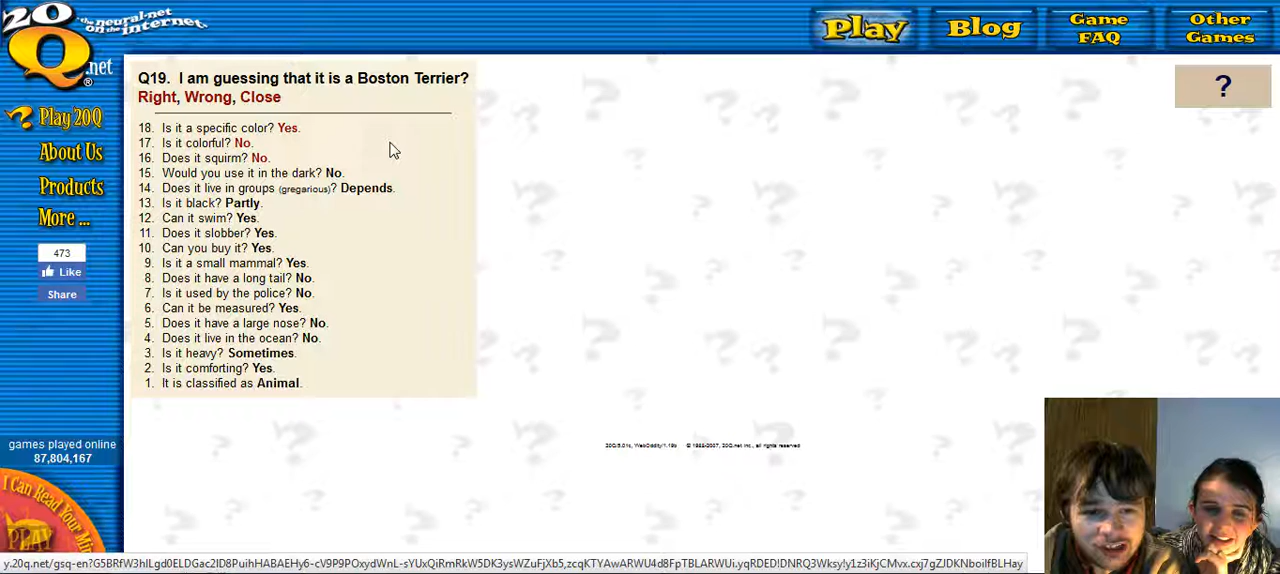 20Q
the neural-net
on the internet.
.net
®
Play
Blog
Game
FAQ
Other
Games
Play 20Q
About Us
Products
More ...
473
Like
Share
games played online
87,804,167
I Can Read Your Mind
PLAY
Q19. I am guessing that it is a Boston Terrier?
Right, Wrong, Close
18. Is it a specific color? Yes.
17. Is it colorful? No.
16. Does it squirm? No.
15. Would you use it in the dark? No.
14. Does it live in groups (gregarious)? Depends.
13. Is it black? Partly.
12. Can it swim? Yes.
11. Does it slobber? Yes.
10. Can you buy it? Yes.
9. Is it a small mammal? Yes.
8. Does it have a long tail? No.
7. Is it used by the police? No.
6. Can it be measured? Yes.
5. Does it have a large nose? No.
4. Does it live in the ocean? No.
3. Is it heavy? Sometimes.
2. Is it comforting? Yes.
1. It is classified as Animal.
?
all rights reserved